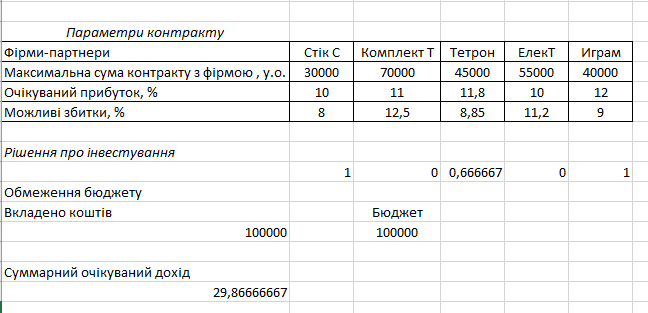 Параметри контракту
Фірми-партнери Стік С Комплект Т Тетрон ЕлекТ Играм
Максимальна сума контракту з фірмою , у.о. 30000 70000 45000 55000 40000
Очікуваний прибуток, % 10 11 11,8 10 12
Можливі збитки, % 8 12,5 8,85 11,2 9
Рішення про інвестування
1 0 0,666667 0 1
Обмеження бюджету
Вкладено коштів Бюджет
100000 100000
Суммарний очікуваний дохід
29,86666667